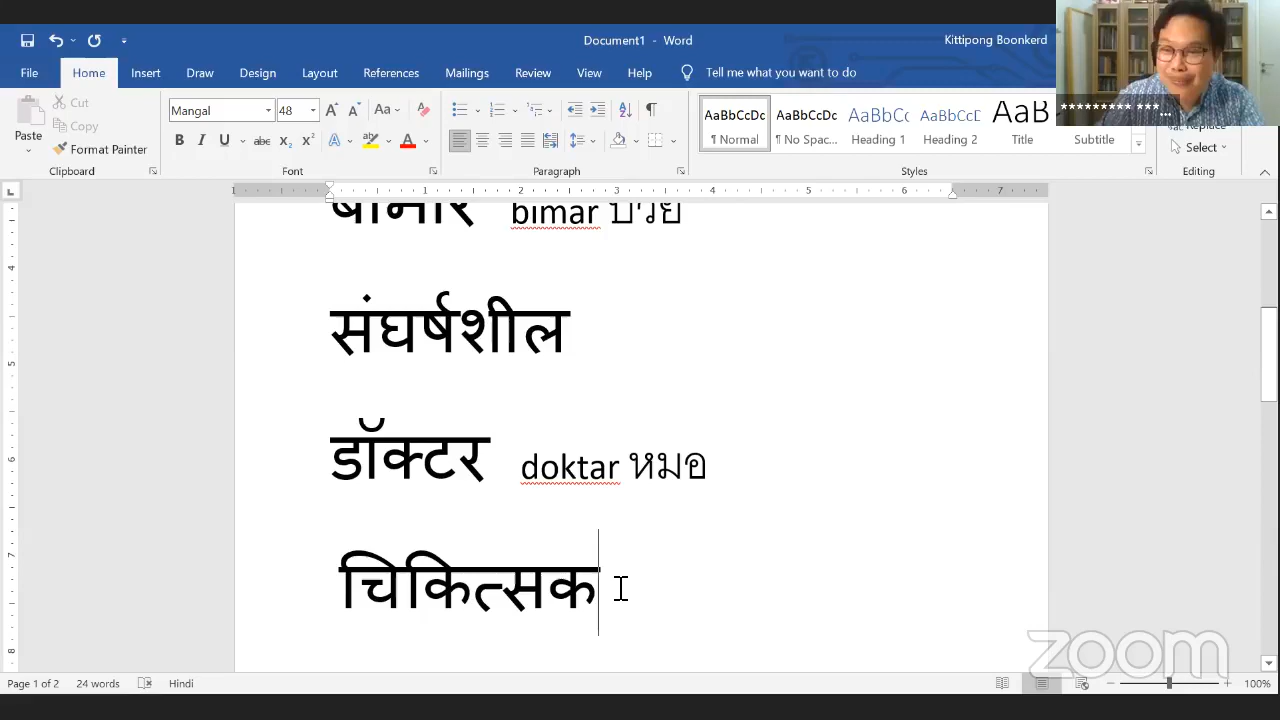 Document1 - Word
Kittipong Boonkerd
File Home Insert Draw Design Layout References Mailings Review View Help Tell me what you want to do
Paste Cut Copy Format Painter
Mangal 48
AaBbCcDc AaBbCcDc AaBbCc AaBbCcD AaB
¶ Normal ¶ No Spac... Heading 1 Heading 2 Title Subtitle
Replace
Select
Clipboard Font Paragraph Styles Editing
********* ***
बीमार bimar ป่วย
संघर्षशील
डॉक्टर doktar หมอ
चिकित्सक
zoom
Page 1 of 2 24 words Hindi 100%